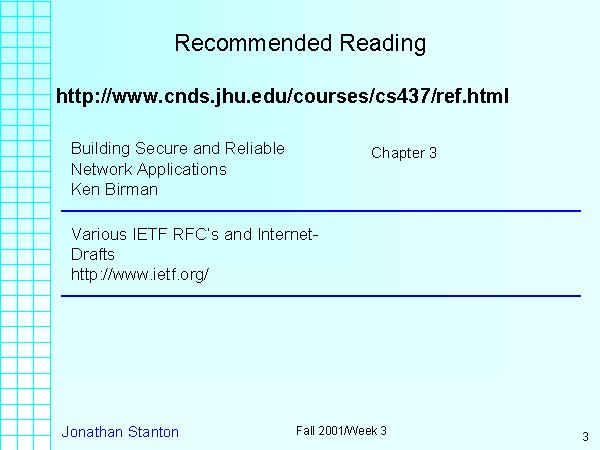 Recommended Reading
http://www.cnds.jhu.edu/courses/cs437/ref.html
Building Secure and Reliable
Network Applications
Ken Birman
Chapter 3
Various IETF RFC's and Internet-
Drafts
http://www.ietf.org/
Jonathan Stanton
Fall 2001/Week 3
3